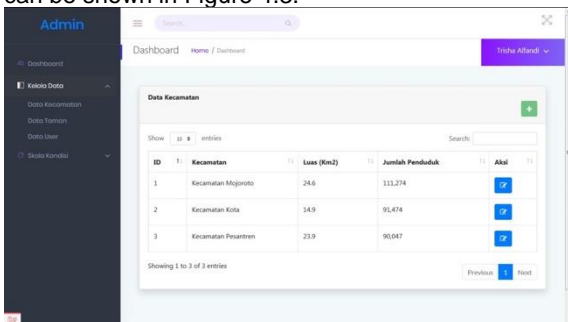 can be shown in Figure 4.3.
Admin
Search...
Dashboard Home / Dashboard
Trisha Alfandi
Dashboard
Kelola Data
Data Kecamatan
Data Taman
Data User
Skala Kondisi
Data Kecamatan
+
Show 10 entries
Search:
ID Kecamatan Luas (Km2) Jumlah Penduduk Aksi
1 Kecamatan Mojoroto 24.6 111,274
2 Kecamatan Kota 14.9 91,474
3 Kecamatan Pesantren 23.9 90,047
Showing 1 to 3 of 3 entries
Previous 1 Next